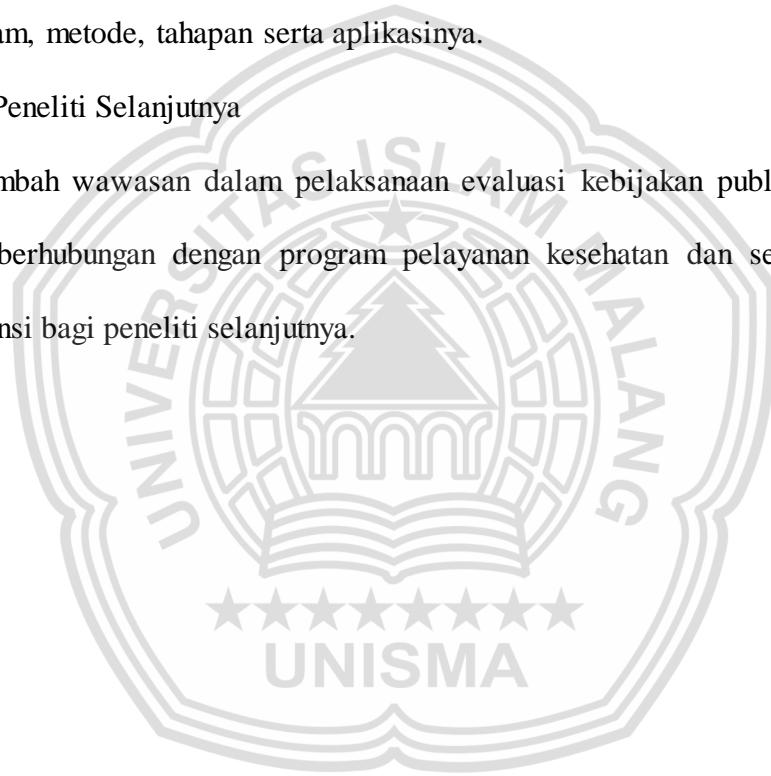 am, metode, tahapan serta aplikasinya.
Peneliti Selanjutnya
mbah wawasan dalam pelaksanaan evaluasi kebijakan publ
berhubungan dengan program pelayanan kesehatan dan se
nsi bagi peneliti selanjutnya.
UNIVERSITAS ISLAM MALANG
UNISMA